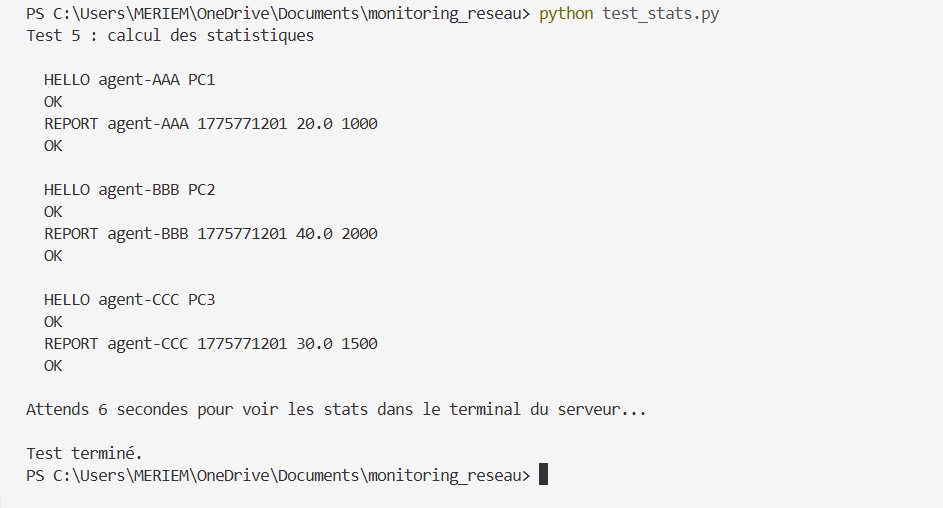 PS C:\Users\MERIEM\OneDrive\Documents\monitoring_reseau> python test_stats.py
Test 5 : calcul des statistiques
HELLO agent-AAA PC1
OK
REPORT agent-AAA 1775771201 20.0 1000
OK
HELLO agent-BBB PC2
OK
REPORT agent-BBB 1775771201 40.0 2000
OK
HELLO agent-CCC PC3
OK
REPORT agent-CCC 1775771201 30.0 1500
OK
Attends 6 secondes pour voir les stats dans le terminal du serveur...
Test terminé.
PS C:\Users\MERIEM\OneDrive\Documents\monitoring_reseau>